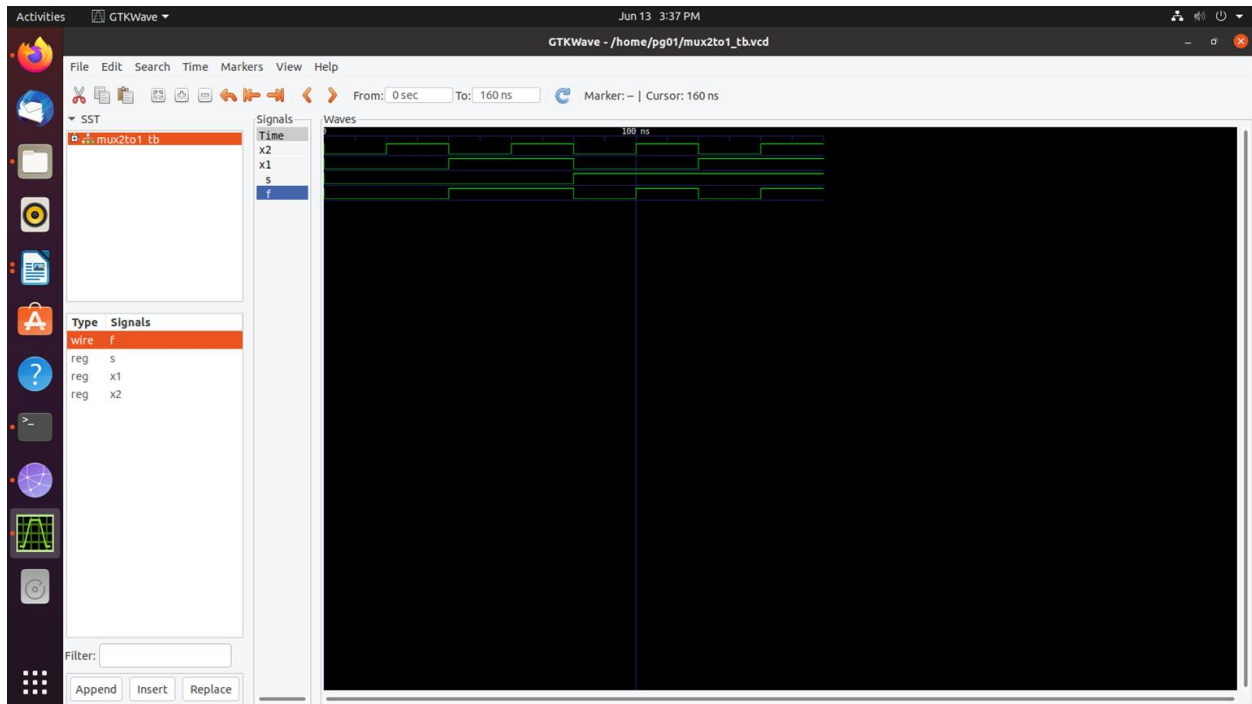 Activities GTKWave Jun 13 3:37 PM
GTKWave - /home/pg01/mux2to1_tb.vcd
File Edit Search Time Markers View Help
From: 0 sec To: 160 ns Marker: -- | Cursor: 160 ns
SST
mux2to1_tb
Type Signals
wire f
reg s
reg x1
reg x2
Filter:
Append Insert Replace
Signals
Time
x2
x1
s
f
Waves
0 100 ns